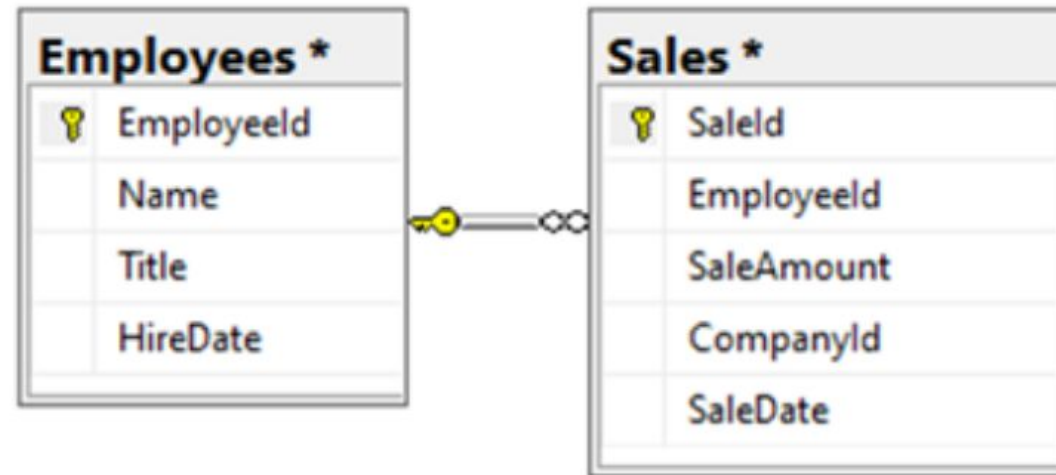 Employees *
EmployeeId
Name
Title
HireDate
Sales *
SaleId
EmployeeId
SaleAmount
CompanyId
SaleDate